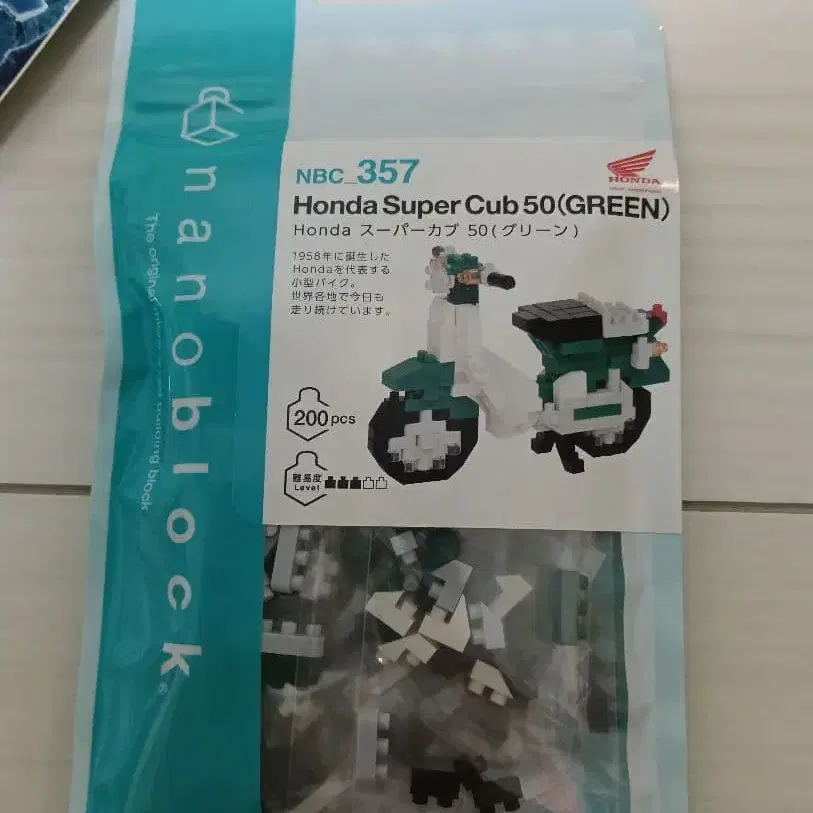 nanoblock®
The original micro-sized building block
NBC_357
HONDA
Honda Super Cub 50(GREEN)
Honda スーパーカブ 50(グリーン)
1958年に誕生した
Hondaを代表する
小型バイク。
世界各地で今日も
走り続けています。
200pcs
難易度
Level